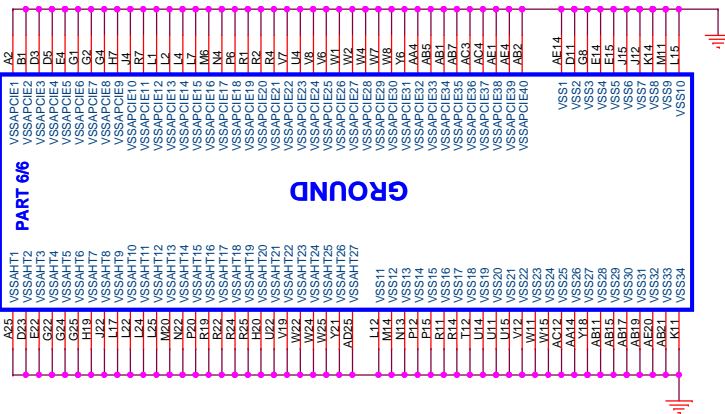 A2
B1
D3
D5
E4
G1
G2
G4
H7
J4
R7
L1
L2
L4
L7
M6
N4
P6
R1
R2
R4
V7
U4
V8
V6
W1
W2
W4
W7
W8
Y6
AA4
AB5
AB1
AB7
AC3
AC4
AE1
AE4
AB2
AE14
D11
G8
E14
E15
J15
J12
K14
M11
L15
VSSAPCIE1
VSSAPCIE2
VSSAPCIE3
VSSAPCIE4
VSSAPCIE5
VSSAPCIE6
VSSAPCIE7
VSSAPCIE8
VSSAPCIE9
VSSAPCIE10
VSSAPCIE11
VSSAPCIE12
VSSAPCIE13
VSSAPCIE14
VSSAPCIE15
VSSAPCIE16
VSSAPCIE17
VSSAPCIE18
VSSAPCIE19
VSSAPCIE20
VSSAPCIE21
VSSAPCIE22
VSSAPCIE23
VSSAPCIE24
VSSAPCIE25
VSSAPCIE26
VSSAPCIE27
VSSAPCIE28
VSSAPCIE29
VSSAPCIE30
VSSAPCIE31
VSSAPCIE32
VSSAPCIE33
VSSAPCIE34
VSSAPCIE35
VSSAPCIE36
VSSAPCIE37
VSSAPCIE38
VSSAPCIE39
VSSAPCIE40
VSS1
VSS2
VSS3
VSS4
VSS5
VSS6
VSS7
VSS8
VSS9
VSS10
PART 6/6
GROUND
VSSAHT1
VSSAHT2
VSSAHT3
VSSAHT4
VSSAHT5
VSSAHT6
VSSAHT7
VSSAHT8
VSSAHT9
VSSAHT10
VSSAHT11
VSSAHT12
VSSAHT13
VSSAHT14
VSSAHT15
VSSAHT16
VSSAHT17
VSSAHT18
VSSAHT19
VSSAHT20
VSSAHT21
VSSAHT22
VSSAHT23
VSSAHT24
VSSAHT25
VSSAHT26
VSSAHT27
VSS11
VSS12
VSS13
VSS14
VSS15
VSS16
VSS17
VSS18
VSS19
VSS20
VSS21
VSS22
VSS23
VSS24
VSS25
VSS26
VSS27
VSS28
VSS29
VSS30
VSS31
VSS32
VSS33
VSS34
A25
D23
E22
G22
G24
G25
H19
J22
L17
L22
L24
L25
M20
N22
P20
R19
R22
R24
R25
H20
U22
V19
W22
W24
W25
Y21
AD25
L12
M14
N13
P12
P15
R11
R14
T12
U14
U11
U15
V12
W11
W15
AC12
AA14
Y18
AB11
AB15
AB17
AB19
AE20
AB21
K11